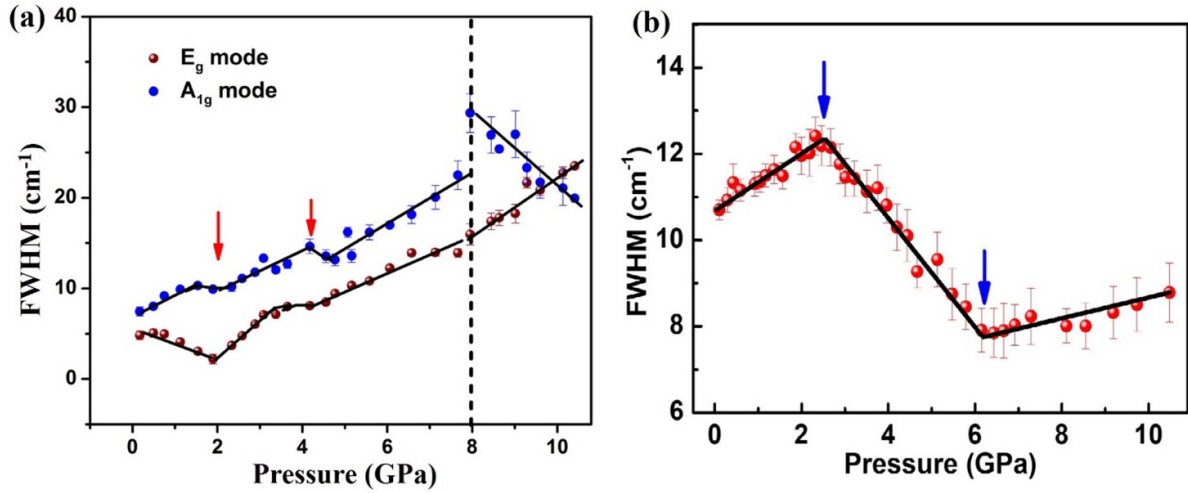 (a)
40
30
20
10
0
FWHM (cm-1)
Eg mode
A1g mode
0 2 4 6 8 10
Pressure (GPa)
(b)
14
12
10
8
6
FWHM (cm-1)
0 2 4 6 8 10
Pressure (GPa)